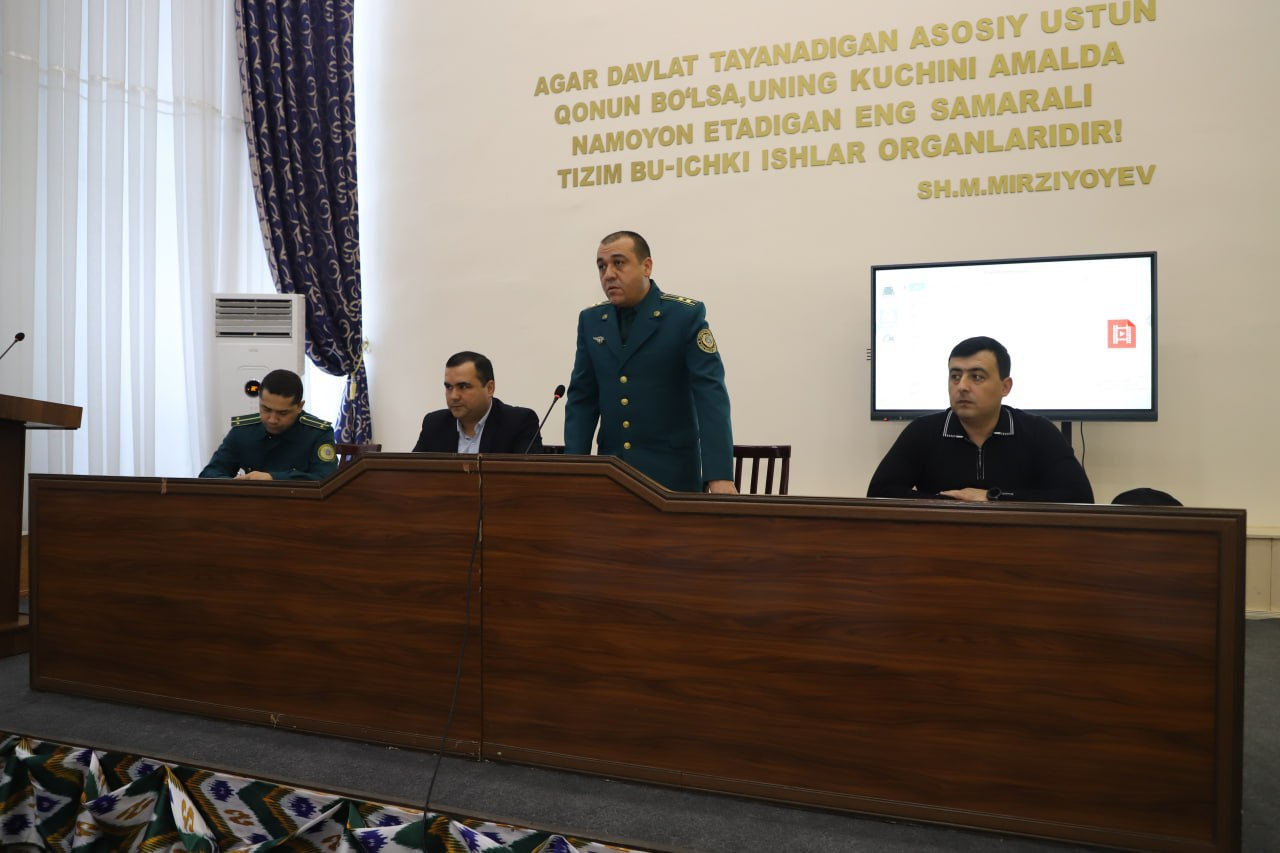 AGAR DAVLAT TAYANADIGAN ASOSIY USTUN
QONUN BO‘LSA,UNING KUCHINI AMALDA
NAMOYON ETADIGAN ENG SAMARALI
TIZIM BU-ICHKI ISHLAR ORGANLARIDIR!
SH.M.MIRZIYOYEV